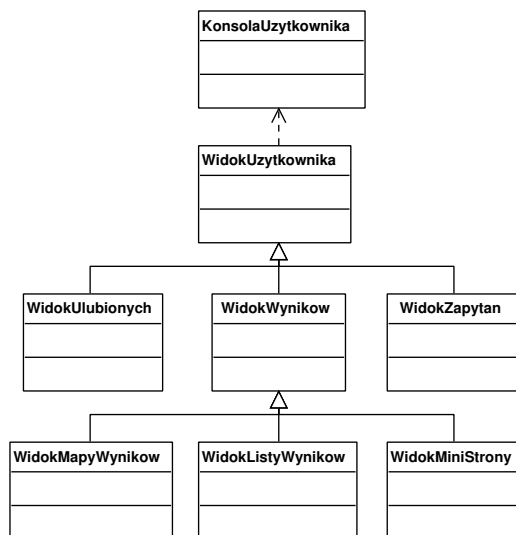 KonsolaUzytkownika
WidokUzytkownika
WidokUlubionych
WidokWynikow
WidokZapytan
WidokMapyWynikow
WidokListyWynikow
WidokMiniStrony